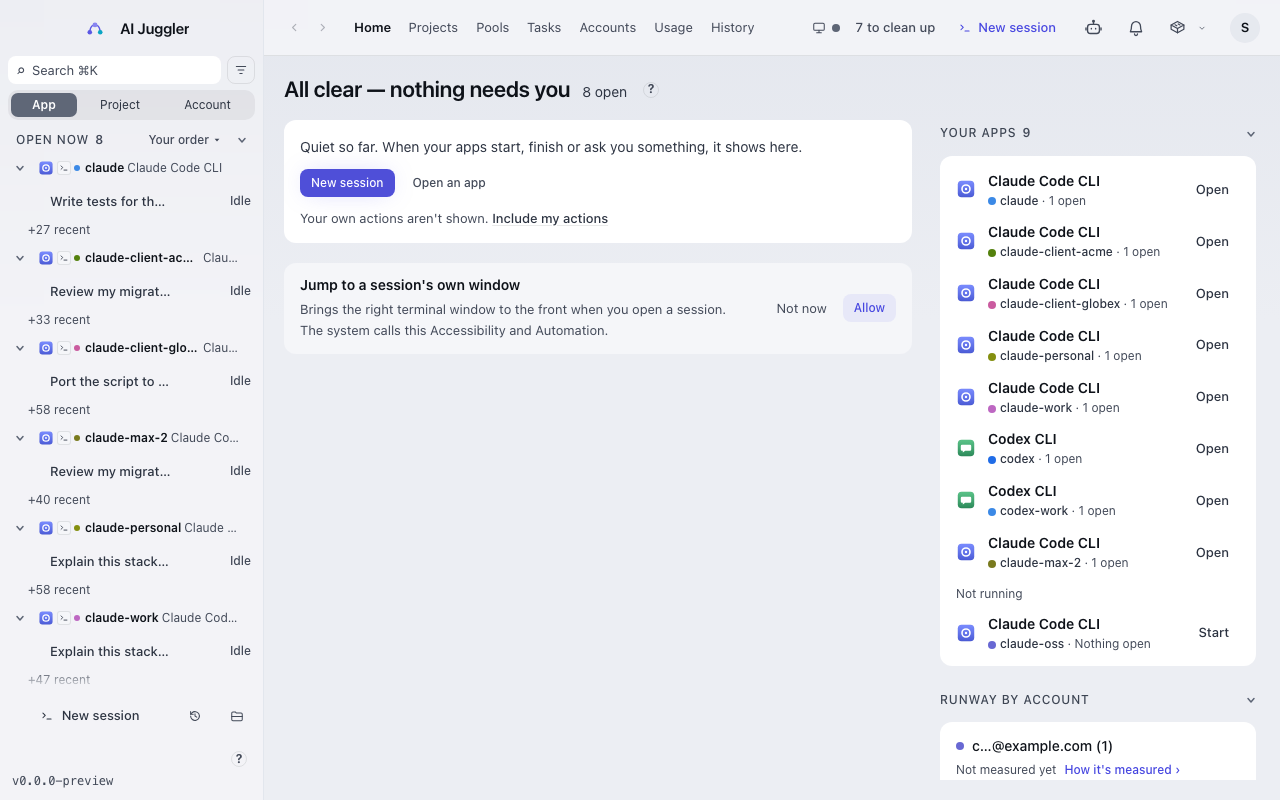 AI Juggler
Search ⌘K
App Project Account
OPEN NOW 8 Your order
claude Claude Code CLI
Write tests for th... Idle
+27 recent
claude-client-ac... Clau...
Review my migrat... Idle
+33 recent
claude-client-glo... Clau...
Port the script to ... Idle
+58 recent
claude-max-2 Claude Co...
Review my migrat... Idle
+40 recent
claude-personal Claude ...
Explain this stack... Idle
+58 recent
claude-work Claude Cod...
Explain this stack... Idle
+47 recent
New session
?
v0.0.0-preview
Home Projects Pools Tasks Accounts Usage History 7 to clean up New session S
All clear — nothing needs you 8 open ?
Quiet so far. When your apps start, finish or ask you something, it shows here.
New session Open an app
Your own actions aren't shown. Include my actions
Jump to a session's own window
Brings the right terminal window to the front when you open a session.
The system calls this Accessibility and Automation.
Not now Allow
YOUR APPS 9
Claude Code CLI
claude · 1 open
Open
Claude Code CLI
claude-client-acme · 1 open
Open
Claude Code CLI
claude-client-globex · 1 open
Open
Claude Code CLI
claude-personal · 1 open
Open
Claude Code CLI
claude-work · 1 open
Open
Codex CLI
codex · 1 open
Open
Codex CLI
codex-work · 1 open
Open
Claude Code CLI
claude-max-2 · 1 open
Open
Not running
Claude Code CLI
claude-oss · Nothing open
Start
RUNWAY BY ACCOUNT
c...@example.com (1)
Not measured yet How it's measured ›